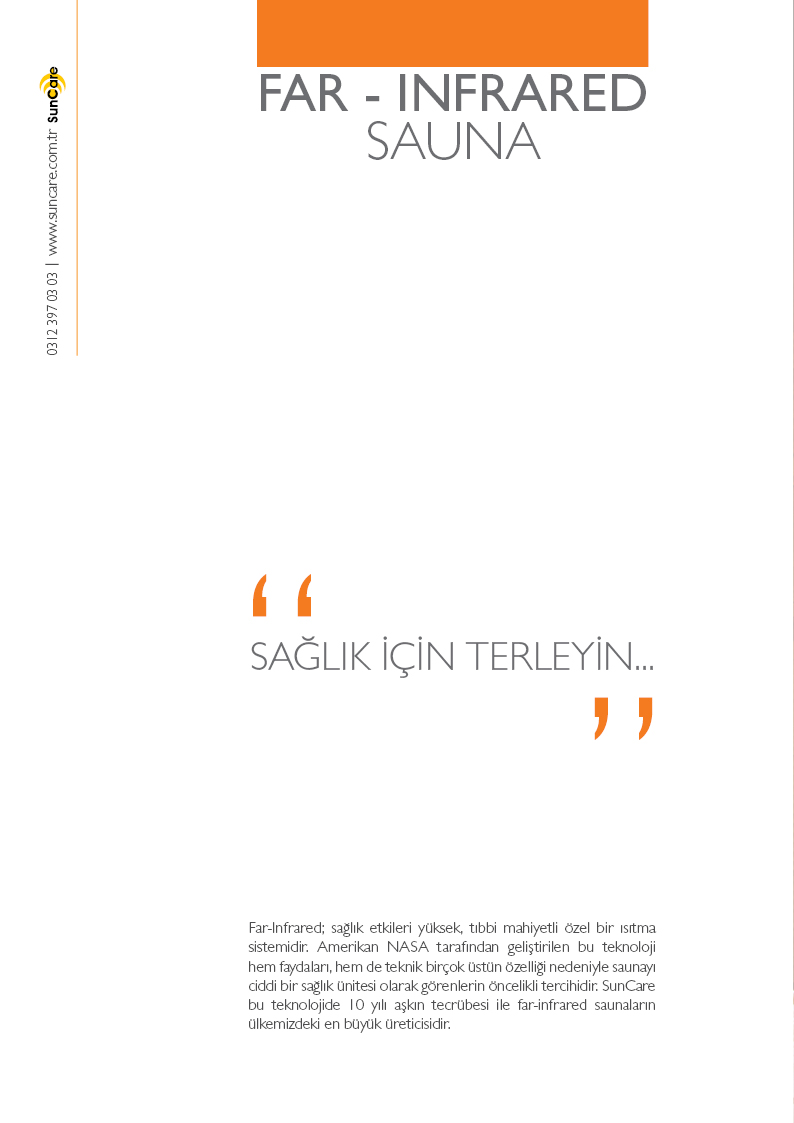 FAR - INFRARED
SAUNA
0312 397 03 03 | www.suncare.com.tr SunCare
SAĞLIK İÇİN TERLEYİN...
Far-Infrared; sağlık etkileri yüksek, tıbbi mahiyetli özel bir ısıtma
sistemidir. Amerikan NASA tarafından geliştirilen bu teknoloji
hem faydaları, hem de teknik birçok üstün özelliği nedeniyle saunayı
ciddi bir sağlık ünitesi olarak görenlerin öncelikli tercihidir. SunCare
bu teknolojide 10 yılı aşkın tecrübesi ile far-infrared saunaların
ülkemizdeki en büyük üreticisidir.